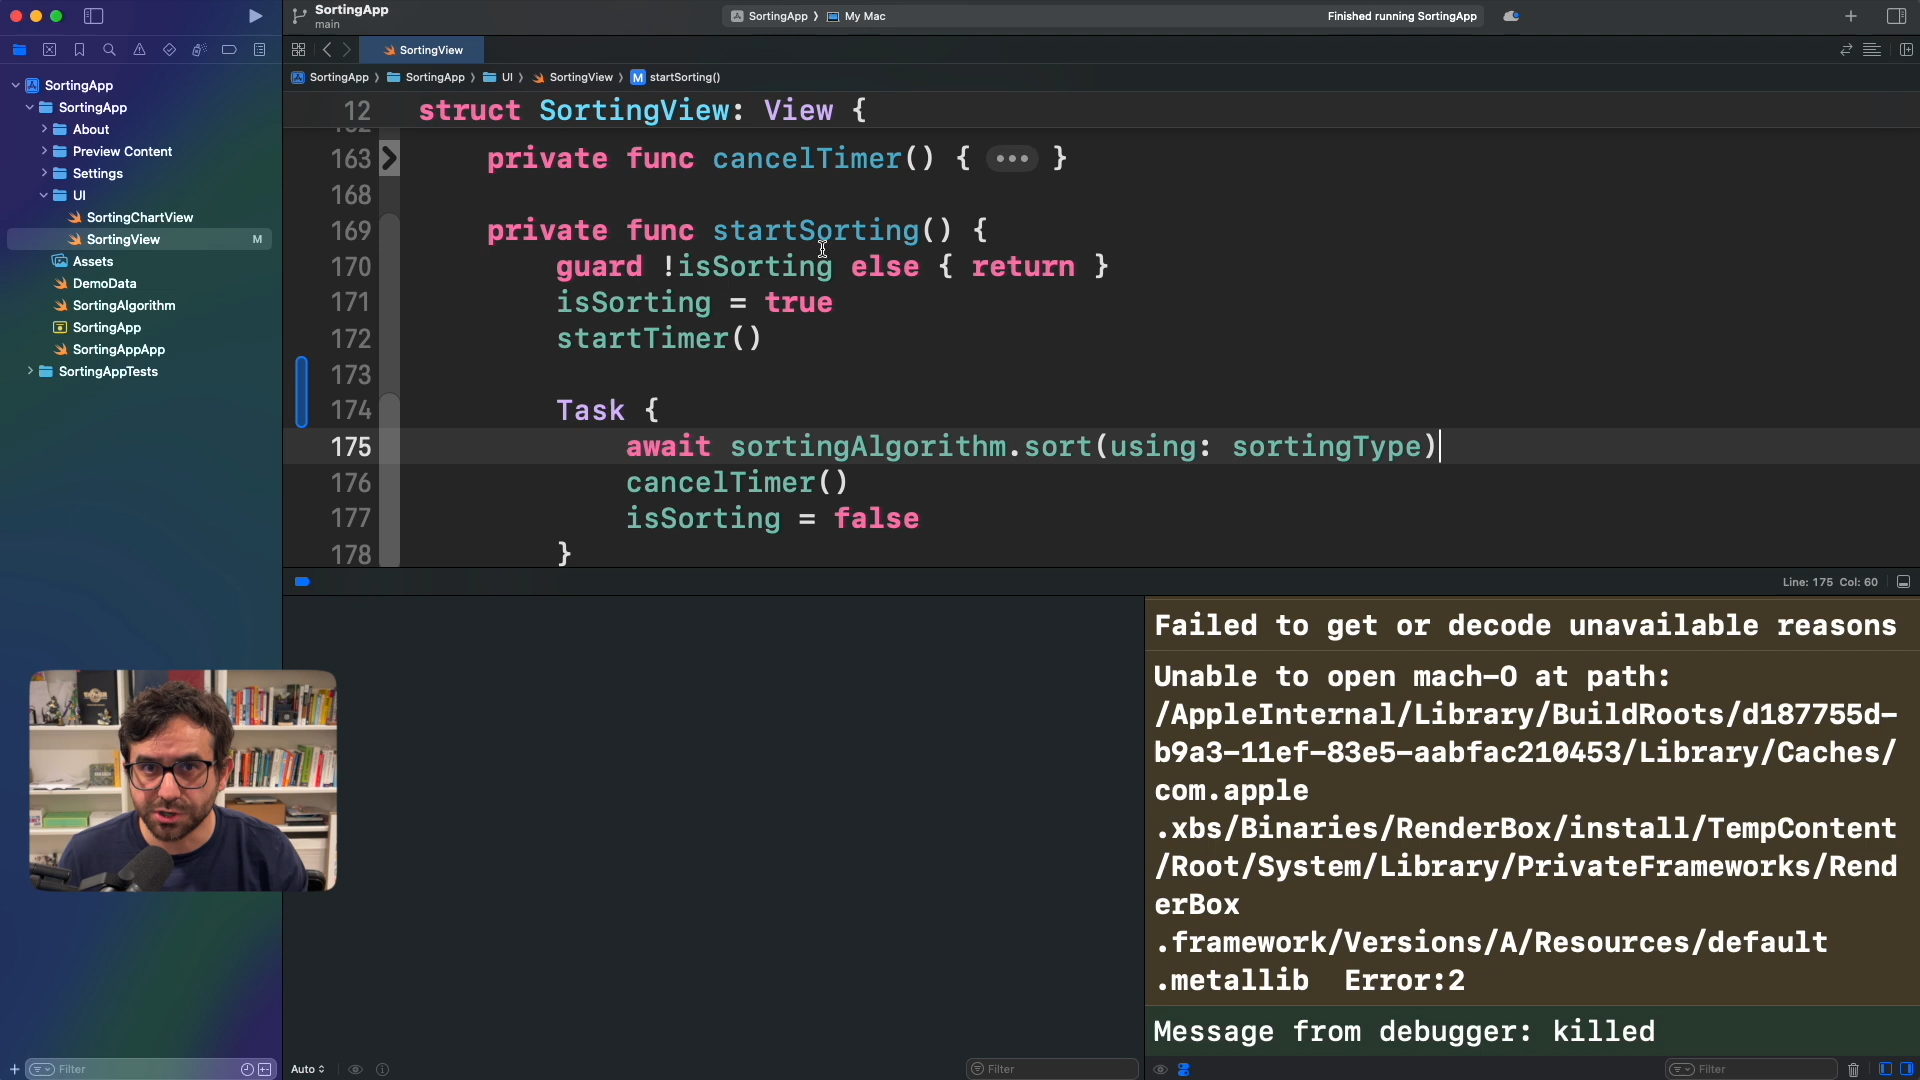 SortingApp
main
SortingApp
My Mac
Finished running SortingApp
SortingView
SortingApp
SortingApp
UI
SortingView
M
startSorting()
SortingApp
SortingApp
About
Preview Content
Settings
UI
SortingChartView
SortingView
M
Assets
DemoData
SortingAlgorithm
SortingApp
SortingAppApp
SortingAppTests
12 struct SortingView: View {
163 private func cancelTimer() { ••• }
168
169 private func startSorting() {
170 guard !isSorting else { return }
171 isSorting = true
172 startTimer()
173
174 Task {
175 await sortingAlgorithm.sort(using: sortingType)
176 cancelTimer()
177 isSorting = false
178 }
Line: 175 Col: 60
Failed to get or decode unavailable reasons
Unable to open mach-O at path:
/AppleInternal/Library/BuildRoots/d187755d-
b9a3-11ef-83e5-aabfac210453/Library/Caches/
com.apple
.xbs/Binaries/RenderBox/install/TempContent
/Root/System/Library/PrivateFrameworks/Rend
erBox
.framework/Versions/A/Resources/default
.metallib Error:2
Message from debugger: killed
Filter
Auto
Filter
Filter